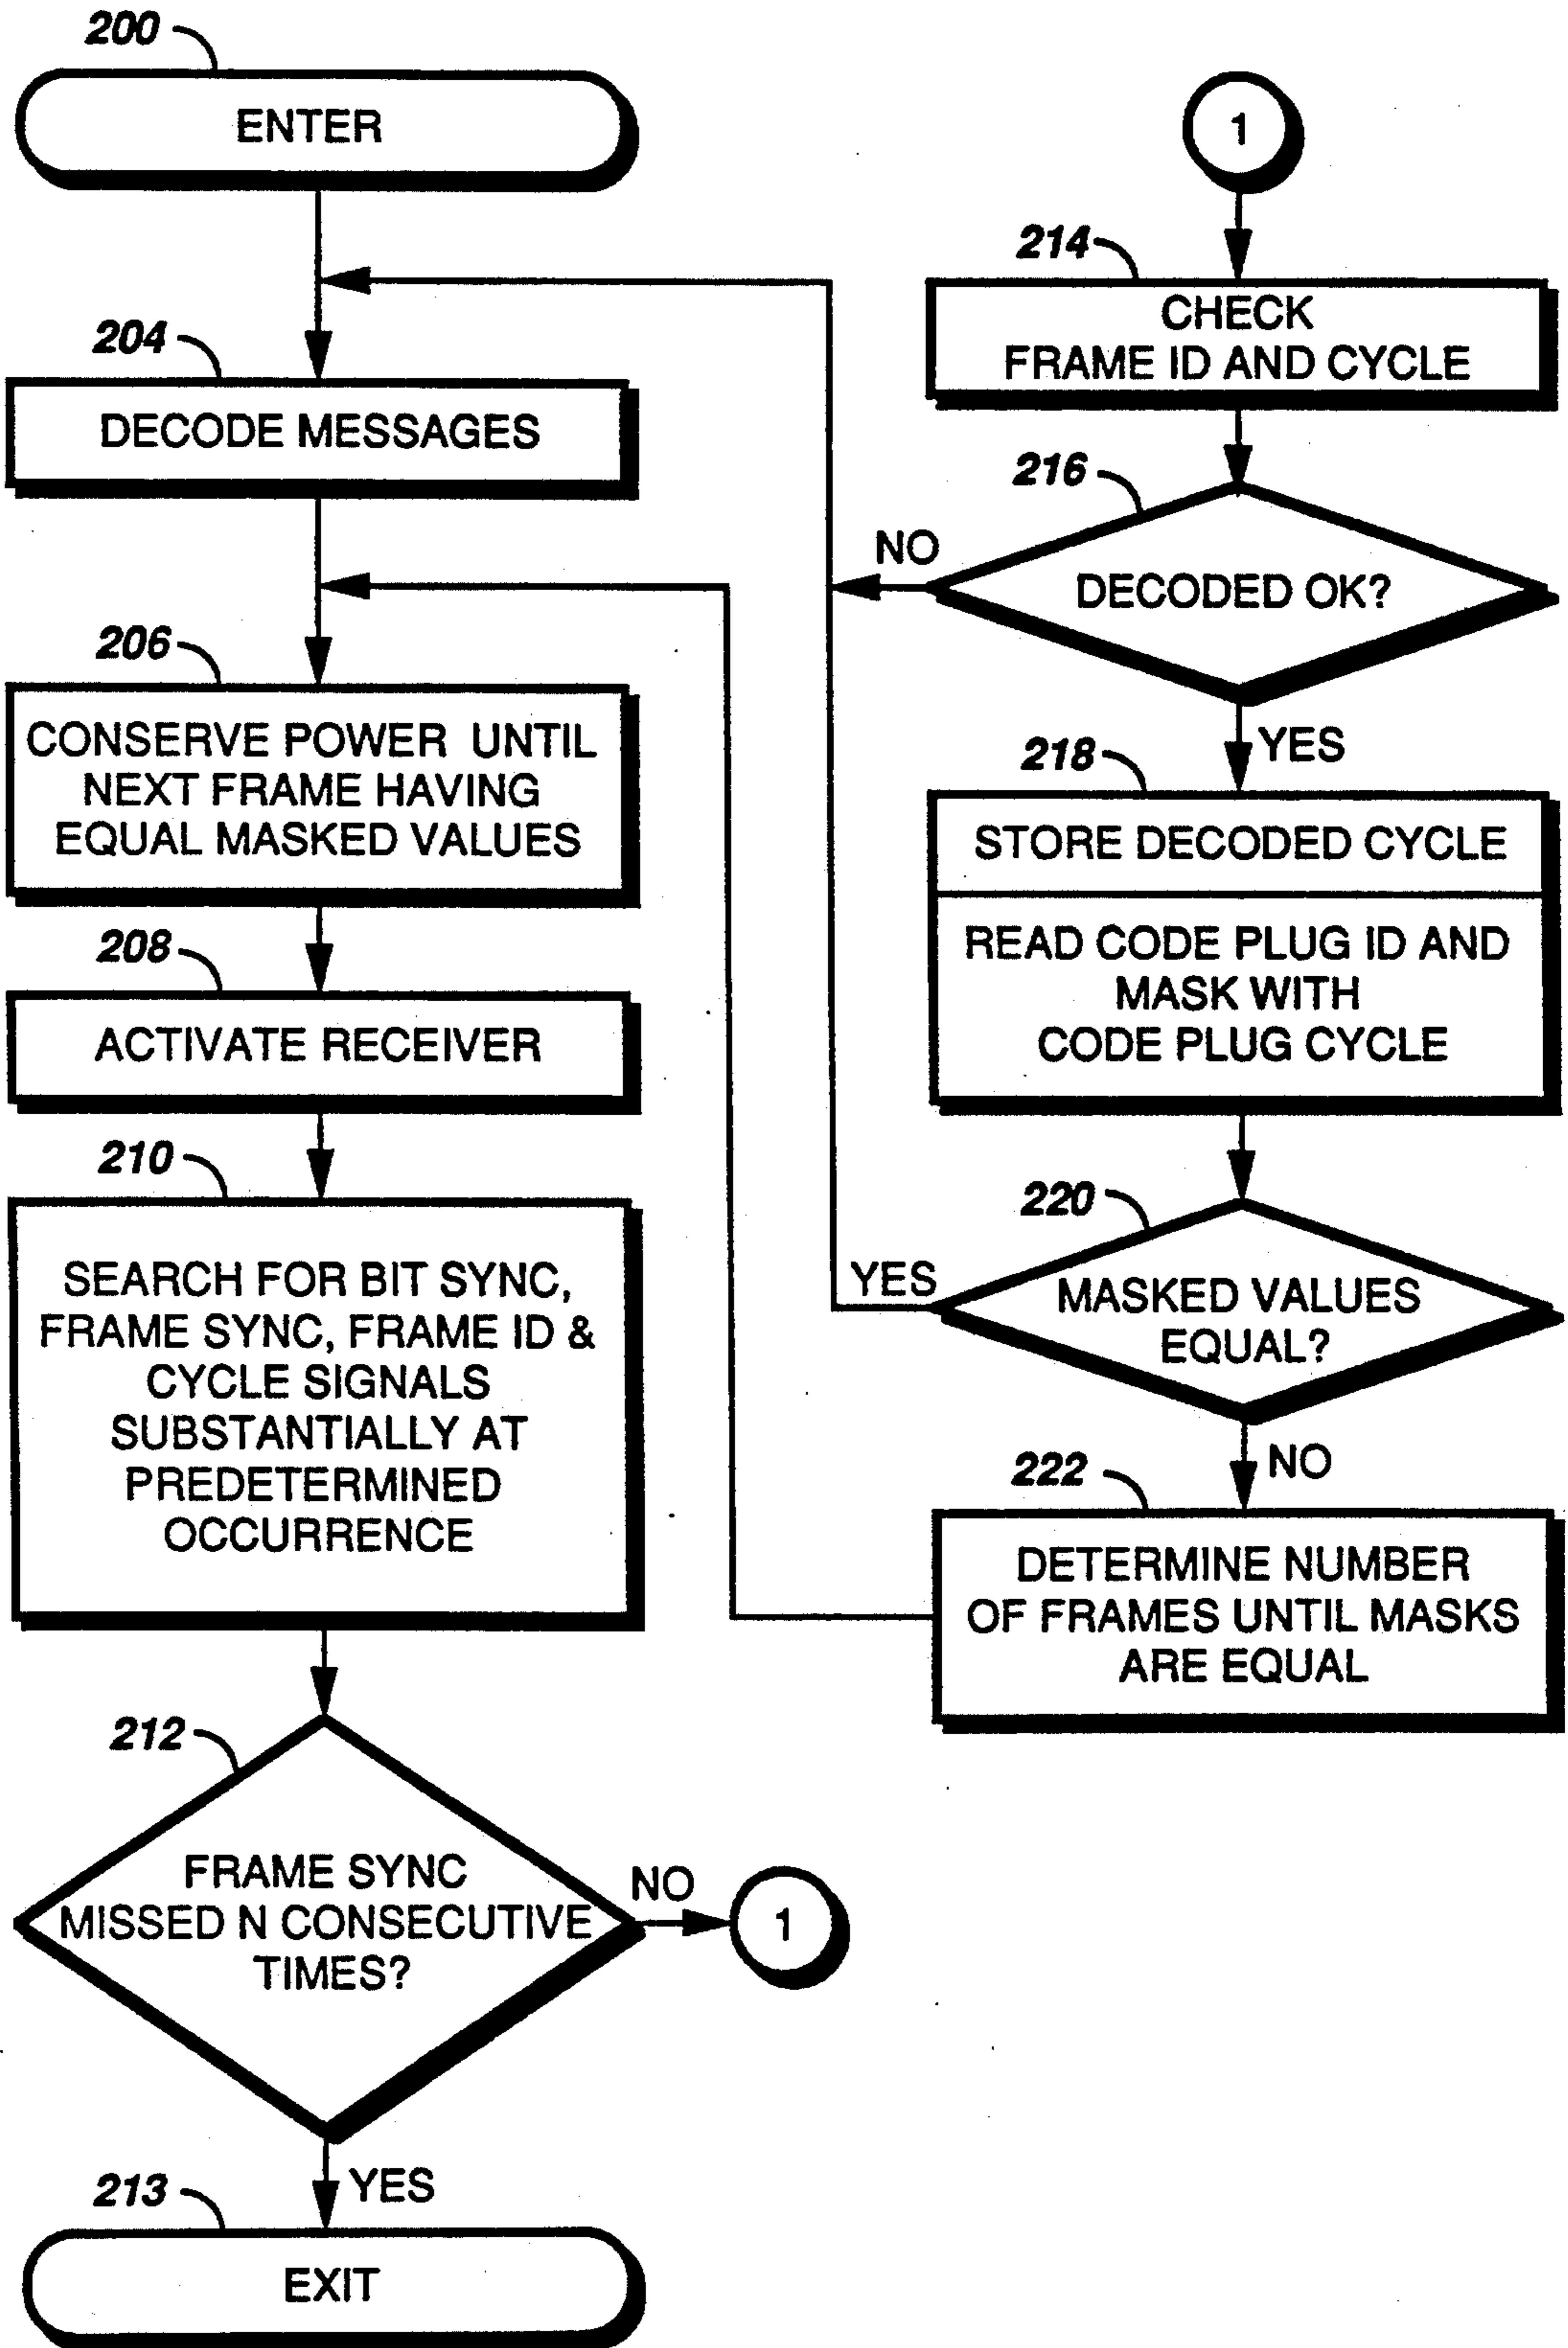 200
ENTER
204
DECODE MESSAGES
206
CONSERVE POWER UNTIL
NEXT FRAME HAVING
EQUAL MASKED VALUES
208
ACTIVATE RECEIVER
210
SEARCH FOR BIT SYNC,
FRAME SYNC, FRAME ID &
CYCLE SIGNALS
SUBSTANTIALLY AT
PREDETERMINED
OCCURRENCE
212
FRAME SYNC
MISSED N CONSECUTIVE
TIMES?
NO
1
YES
213
EXIT
1
214
CHECK
FRAME ID AND CYCLE
216
NO
DECODED OK?
YES
218
STORE DECODED CYCLE
READ CODE PLUG ID AND
MASK WITH
CODE PLUG CYCLE
220
YES
MASKED VALUES
EQUAL?
NO
222
DETERMINE NUMBER
OF FRAMES UNTIL MASKS
ARE EQUAL